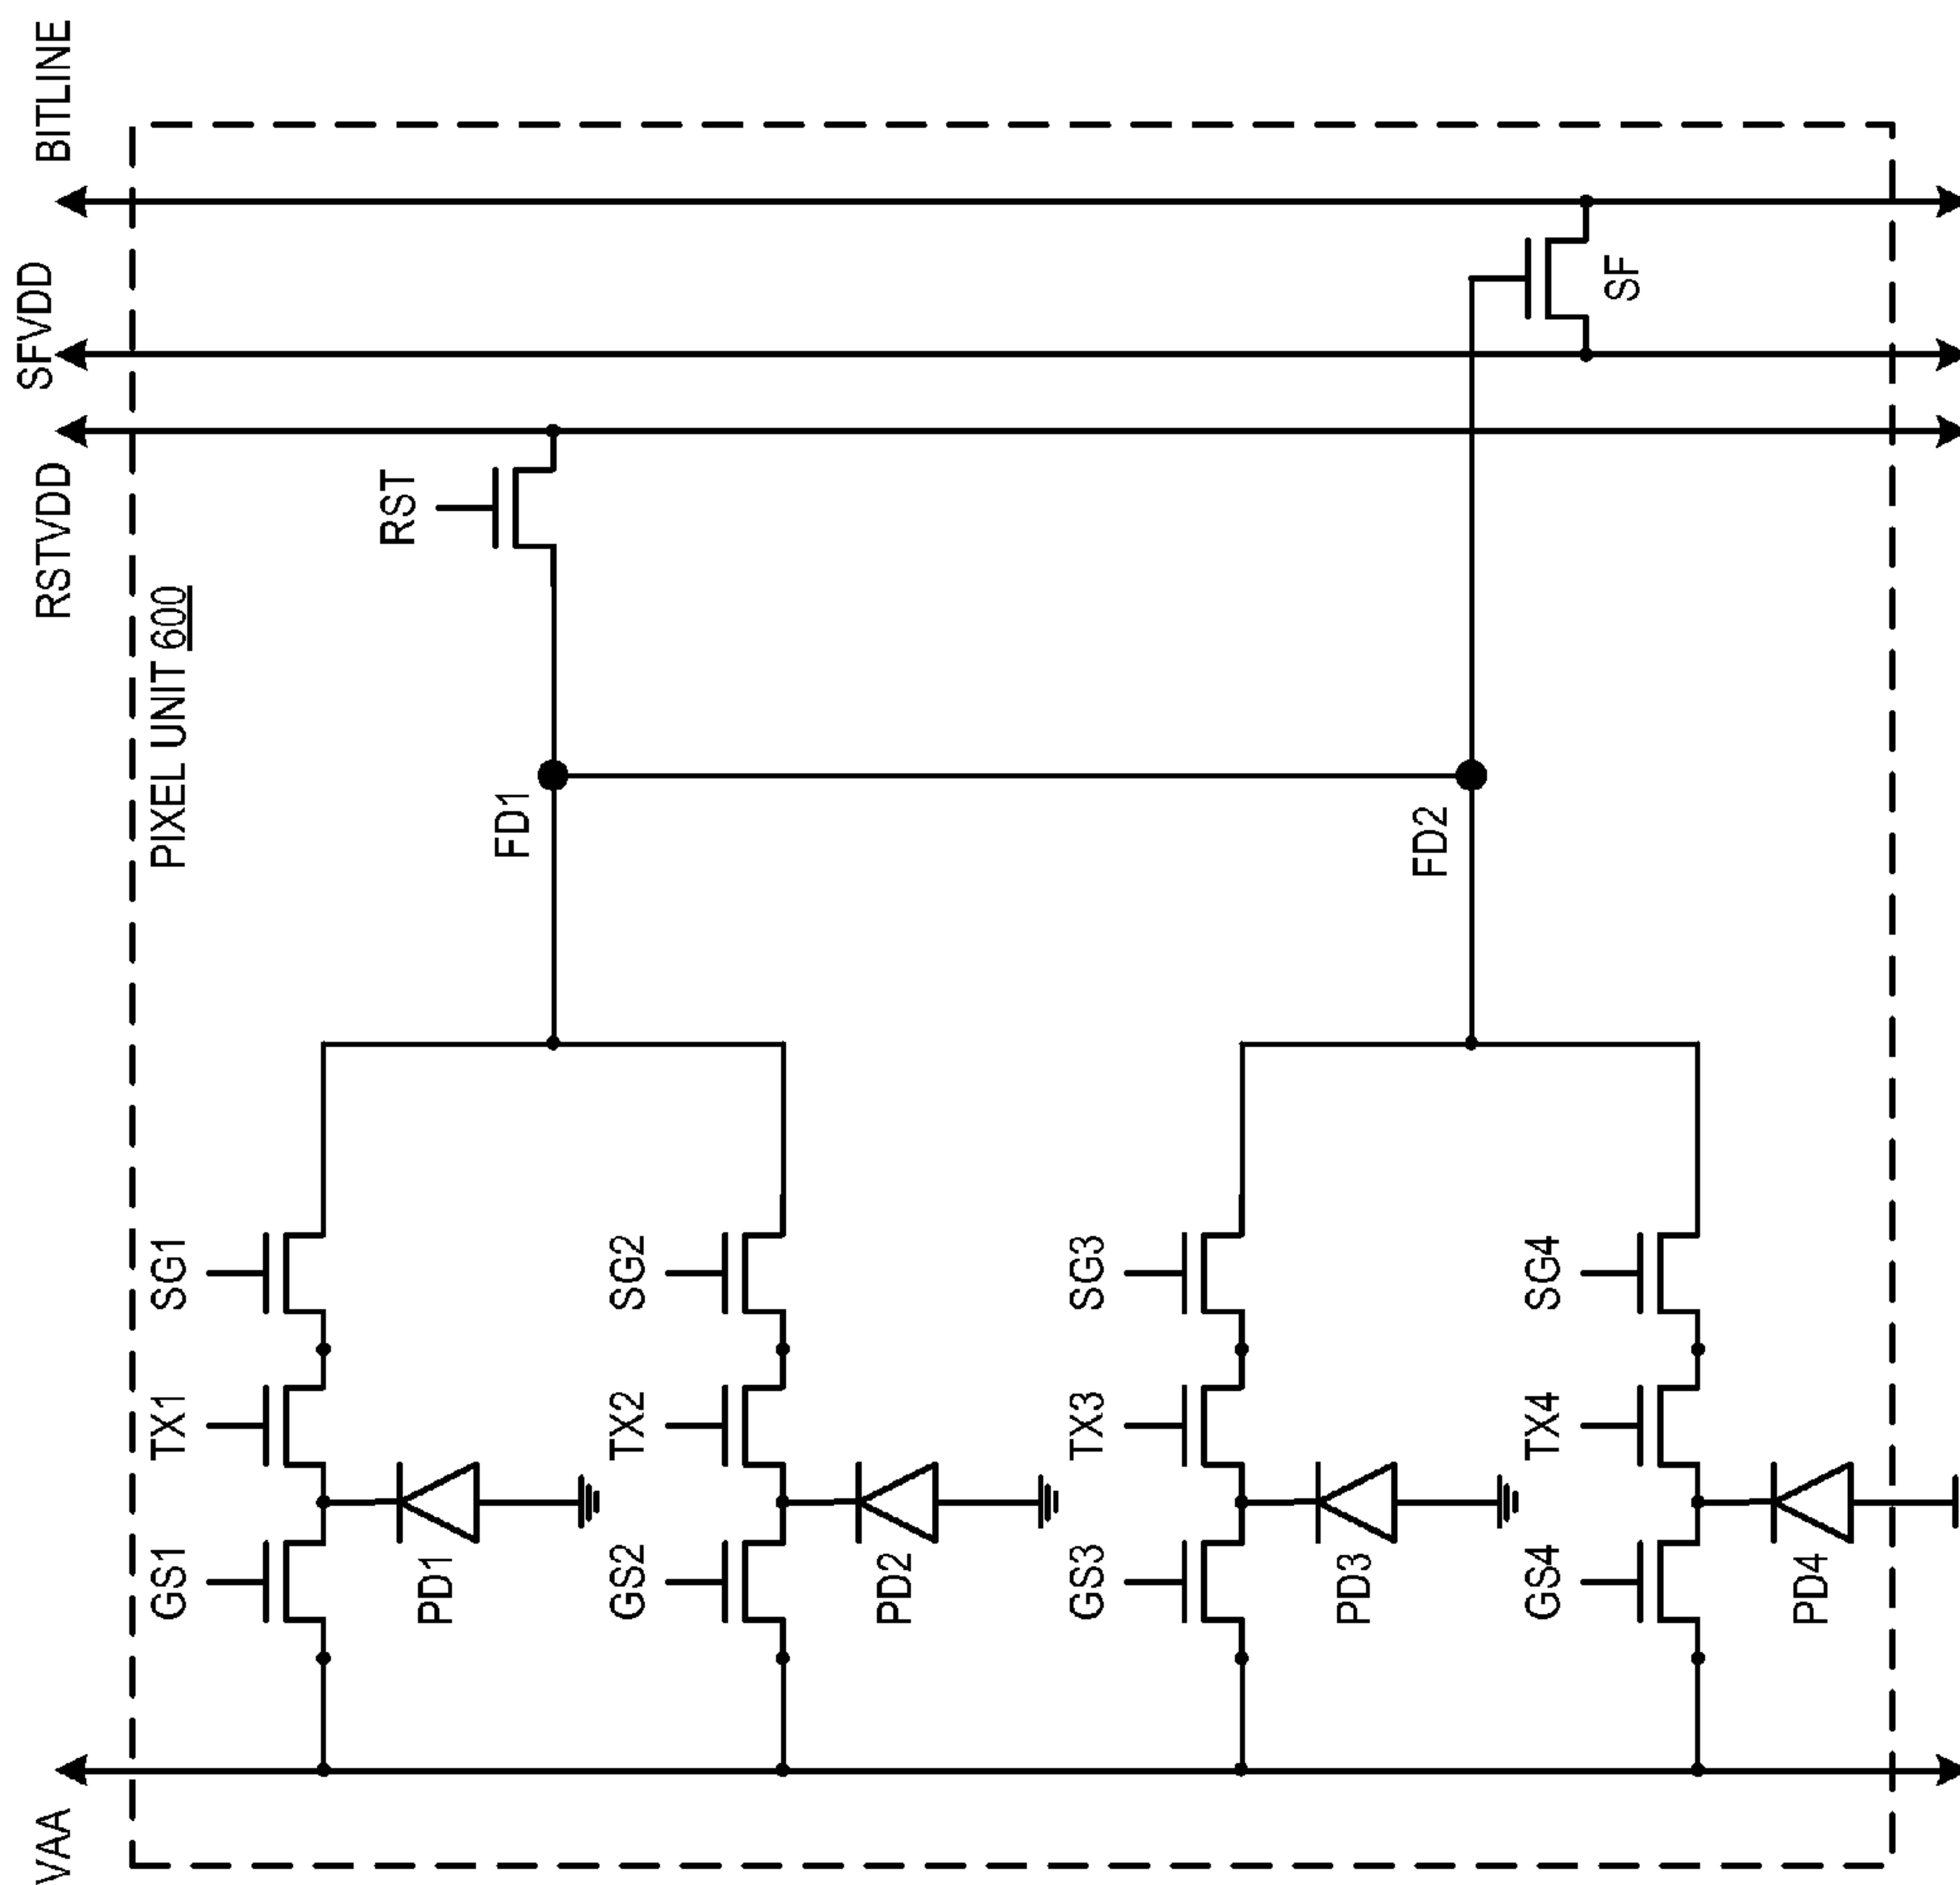 VAA
RSTVDD
SFVDD
BITLINE
PIXEL UNIT 600
GS1
TX1
SG1
PD1
FD1
RST
GS2
TX2
SG2
PD2
GS3
TX3
SG3
PD3
FD2
GS4
TX4
SG4
PD4
SF